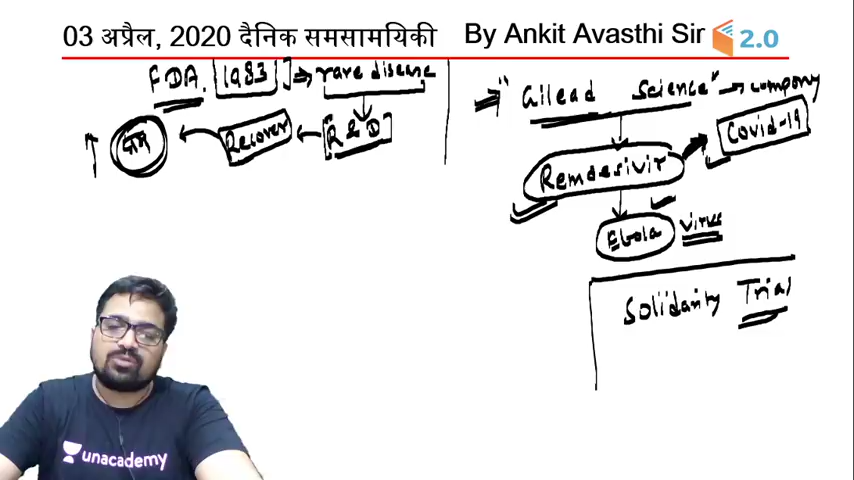 03 अप्रैल, 2020 दैनिक समसामयिकी By Ankit Avasthi Sir 2.0
FDA. [1983] → rare disease
दाम ← Recover ← [R & D]
"Gilead Science" → company
Covid-19
Remdesivir
Ebola virus
Solidarity Trial
unacademy